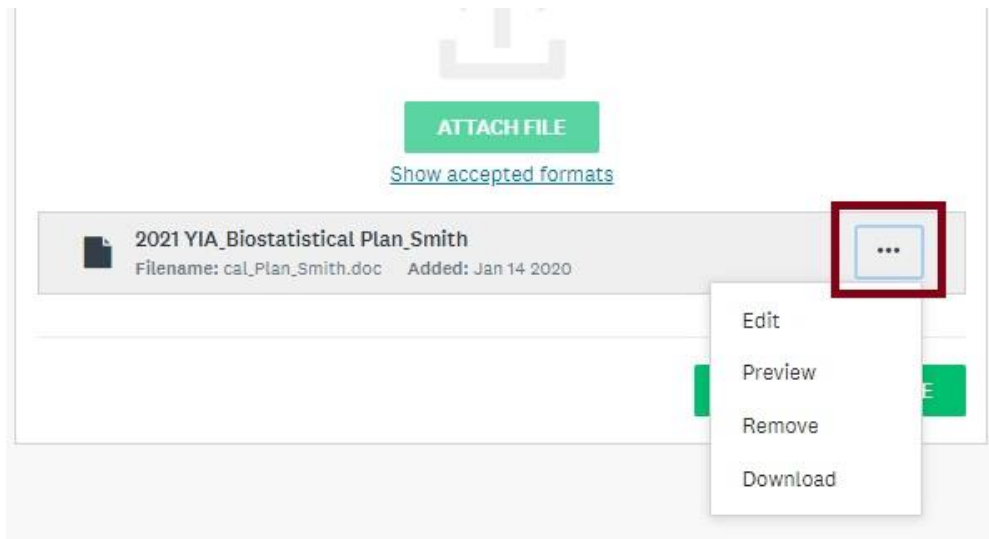 ATTACH FILE
Show accepted formats
2021 YIA_Biostatistical Plan_Smith
•••
Filename: cal_Plan_Smith.doc Added: Jan 14 2020
Edit
Preview
E
Remove
Download